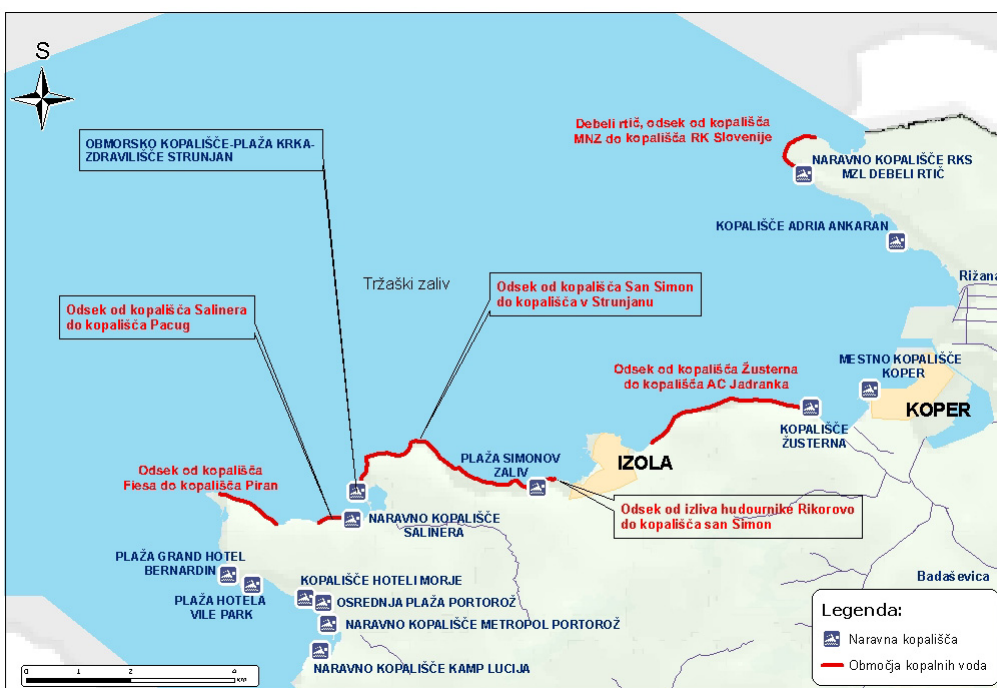 S
Debeli rtič, odsek od kopališča
MNZ do kopališča RK Slovenije
OBMORSKO KOPALIŠČE-PLAŽA KRKA-
ZDRAVILIŠČE STRUNJAN
NARAVNO KOPALIŠČE RKS
MZL DEBELI RTIČ
KOPALIŠČE ADRIA ANKARAN
Rižana
Tržaški zaliv
Odsek od kopališča San Simon
do kopališča v Strunjanu
Odsek od kopališča Salinera
do kopališča Pacug
MESTNO KOPALIŠČE
KOPER
Odsek od kopališča Žusterna
do kopališča AC Jadranka
KOPER
KOPALIŠČE
ŽUSTERNA
PLAŽA SIMONOV
ZALIV
IZOLA
Odsek od kopališča
Fiesa do kopališča Piran
Odsek od izliva hudournike Rikorovo
do kopališča san Simon
NARAVNO KOPALIŠČE
SALINERA
PLAŽA GRAND HOTEL
BERNARDIN
PLAŽA HOTELA
VILE PARK
KOPALIŠČE HOTELI MORJE
OSREDNJA PLAŽA PORTOROŽ
NARAVNO KOPALIŠČE METROPOL PORTOROŽ
NARAVNO KOPALIŠČE KAMP LUCIJA
Badaševica
Legenda:
Naravna kopališča
Območja kopalnih voda
0 1 2 4
KM